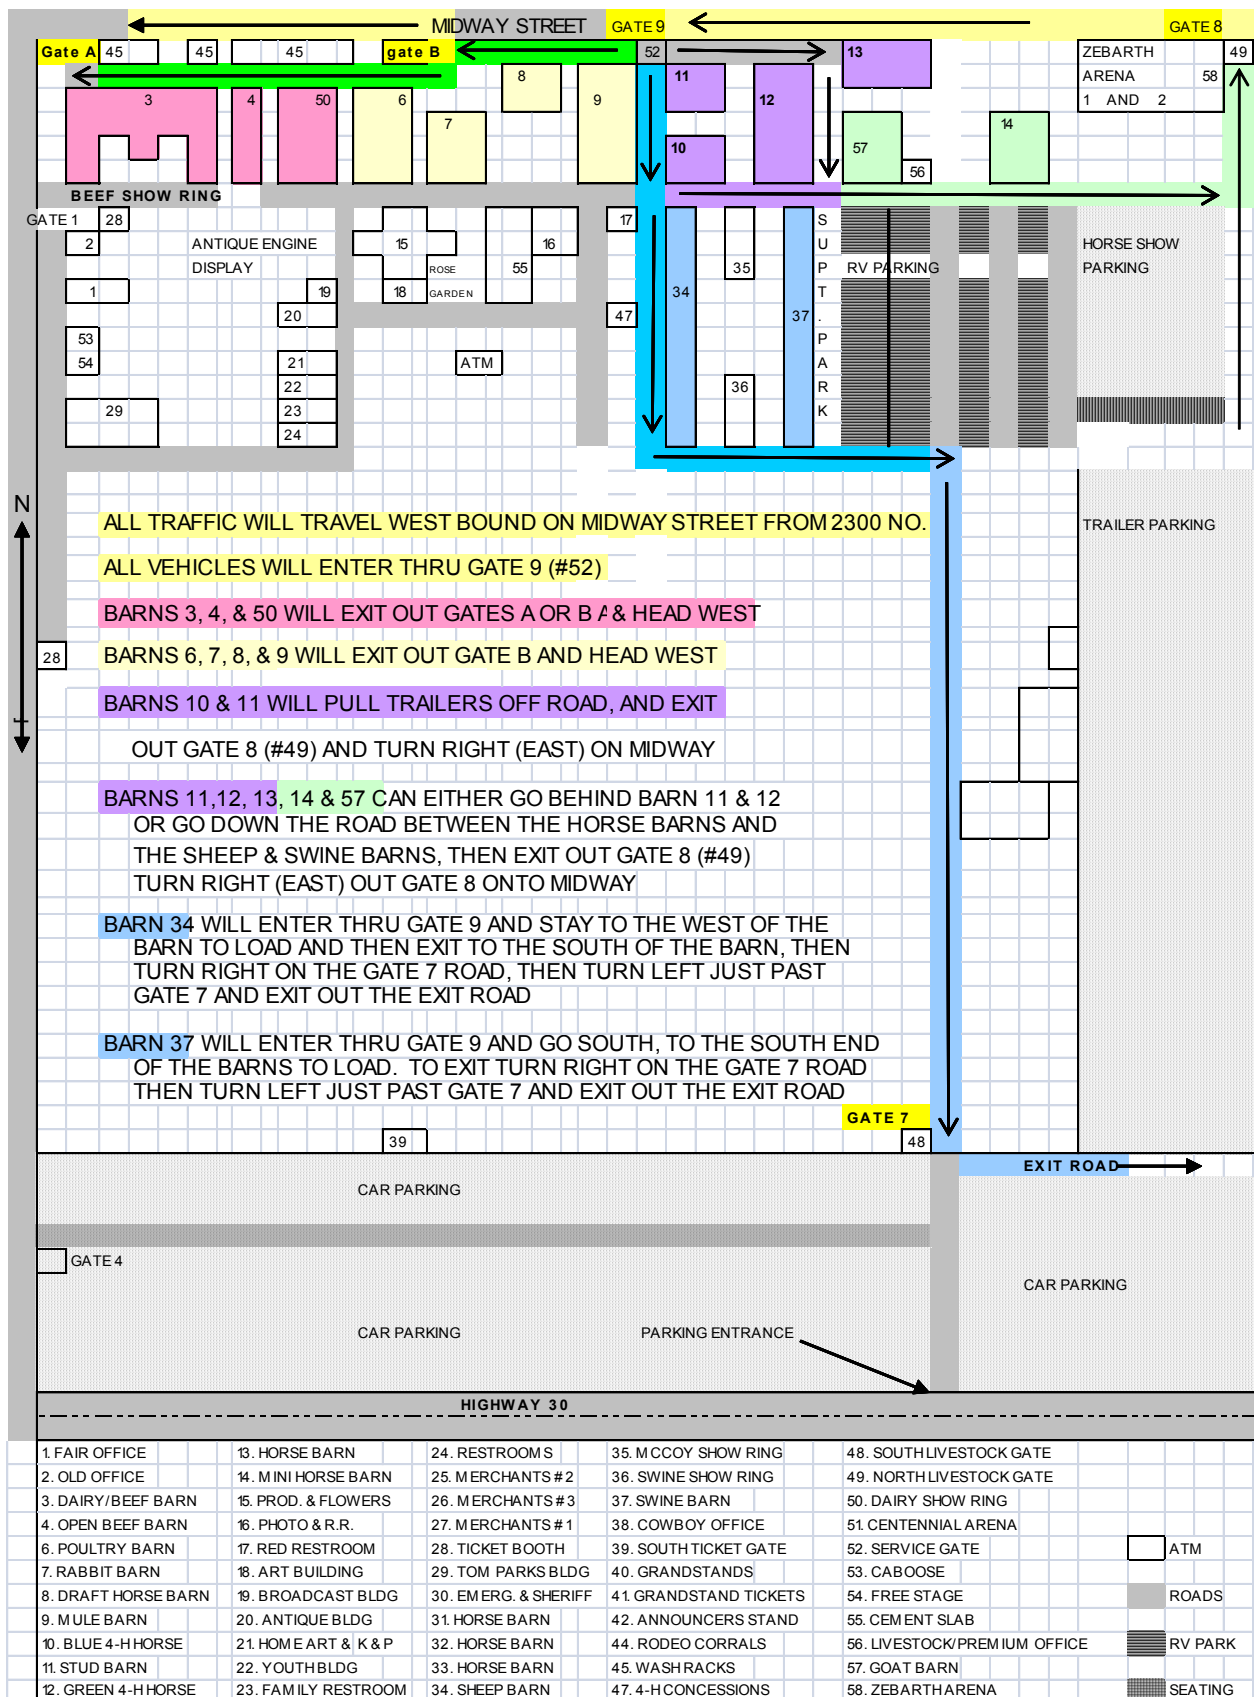 MIDWAY STREET GATE 9 GATE 8
Gate A 45 45 45 gate B 52 13 ZEBARTH 49
8 11 ARENA 58
3 4 50 6 9 12 1 AND 2
7 14
10 57
56
BEEF SHOW RING
GATE 1 28 17 S
2 ANTIQUE ENGINE 15 16 U HORSE SHOW
DISPLAY ROSE 55 35 P RV PARKING PARKING
1 19 18 GARDEN 34 T
20 47 37 .
53 P
54 21 ATM A
22 36 R
29 23 K
24
N
ALL TRAFFIC WILL TRAVEL WEST BOUND ON MIDWAY STREET FROM 2300 NO. TRAILER PARKING
ALL VEHICLES WILL ENTER THRU GATE 9 (#52)
BARNS 3, 4, & 50 WILL EXIT OUT GATES A OR B A & HEAD WEST
28 BARNS 6, 7, 8, & 9 WILL EXIT OUT GATE B AND HEAD WEST
BARNS 10 & 11 WILL PULL TRAILERS OFF ROAD, AND EXIT
OUT GATE 8 (#49) AND TURN RIGHT (EAST) ON MIDWAY
BARNS 11,12, 13, 14 & 57 CAN EITHER GO BEHIND BARN 11 & 12
OR GO DOWN THE ROAD BETWEEN THE HORSE BARNS AND
THE SHEEP & SWINE BARNS, THEN EXIT OUT GATE 8 (#49)
TURN RIGHT (EAST) OUT GATE 8 ONTO MIDWAY
BARN 34 WILL ENTER THRU GATE 9 AND STAY TO THE WEST OF THE
BARN TO LOAD AND THEN EXIT TO THE SOUTH OF THE BARN, THEN
TURN RIGHT ON THE GATE 7 ROAD, THEN TURN LEFT JUST PAST
GATE 7 AND EXIT OUT THE EXIT ROAD
BARN 37 WILL ENTER THRU GATE 9 AND GO SOUTH, TO THE SOUTH END
OF THE BARNS TO LOAD. TO EXIT TURN RIGHT ON THE GATE 7 ROAD
THEN TURN LEFT JUST PAST GATE 7 AND EXIT OUT THE EXIT ROAD
GATE 7
39 48
EXIT ROAD
CAR PARKING
GATE 4
CAR PARKING
CAR PARKING PARKING ENTRANCE
HIGHWAY 30
1. FAIR OFFICE 13. HORSE BARN 24. RESTROOMS 35. MCCOY SHOW RING 48. SOUTH LIVESTOCK GATE
2. OLD OFFICE 14. MINI HORSE BARN 25. MERCHANTS #2 36. SWINE SHOW RING 49. NORTH LIVESTOCK GATE
3. DAIRY/BEEF BARN 15. PROD. & FLOWERS 26. MERCHANTS #3 37. SWINE BARN 50. DAIRY SHOW RING
4. OPEN BEEF BARN 16. PHOTO & R.R. 27. MERCHANTS #1 38. COWBOY OFFICE 51. CENTENNIAL ARENA
6. POULTRY BARN 17. RED RESTROOM 28. TICKET BOOTH 39. SOUTH TICKET GATE 52. SERVICE GATE ATM
7. RABBIT BARN 18. ART BUILDING 29. TOM PARKS BLDG 40. GRANDSTANDS 53. CABOOSE
8. DRAFT HORSE BARN 19. BROADCAST BLDG 30. EMERG. & SHERIFF 41. GRANDSTAND TICKETS 54. FREE STAGE ROADS
9. MULE BARN 20. ANTIQUE BLDG 31. HORSE BARN 42. ANNOUNCERS STAND 55. CEMENT SLAB
10. BLUE 4-H HORSE 21. HOME ART & K & P 32. HORSE BARN 44. RODEO CORRALS 56. LIVESTOCK/PREMIUM OFFICE RV PARK
11. STUD BARN 22. YOUTH BLDG 33. HORSE BARN 45. WASH RACKS 57. GOAT BARN
12. GREEN 4-H HORSE 23. FAMILY RESTROOM 34. SHEEP BARN 47. 4-H CONCESSIONS 58. ZEBARTH ARENA SEATING